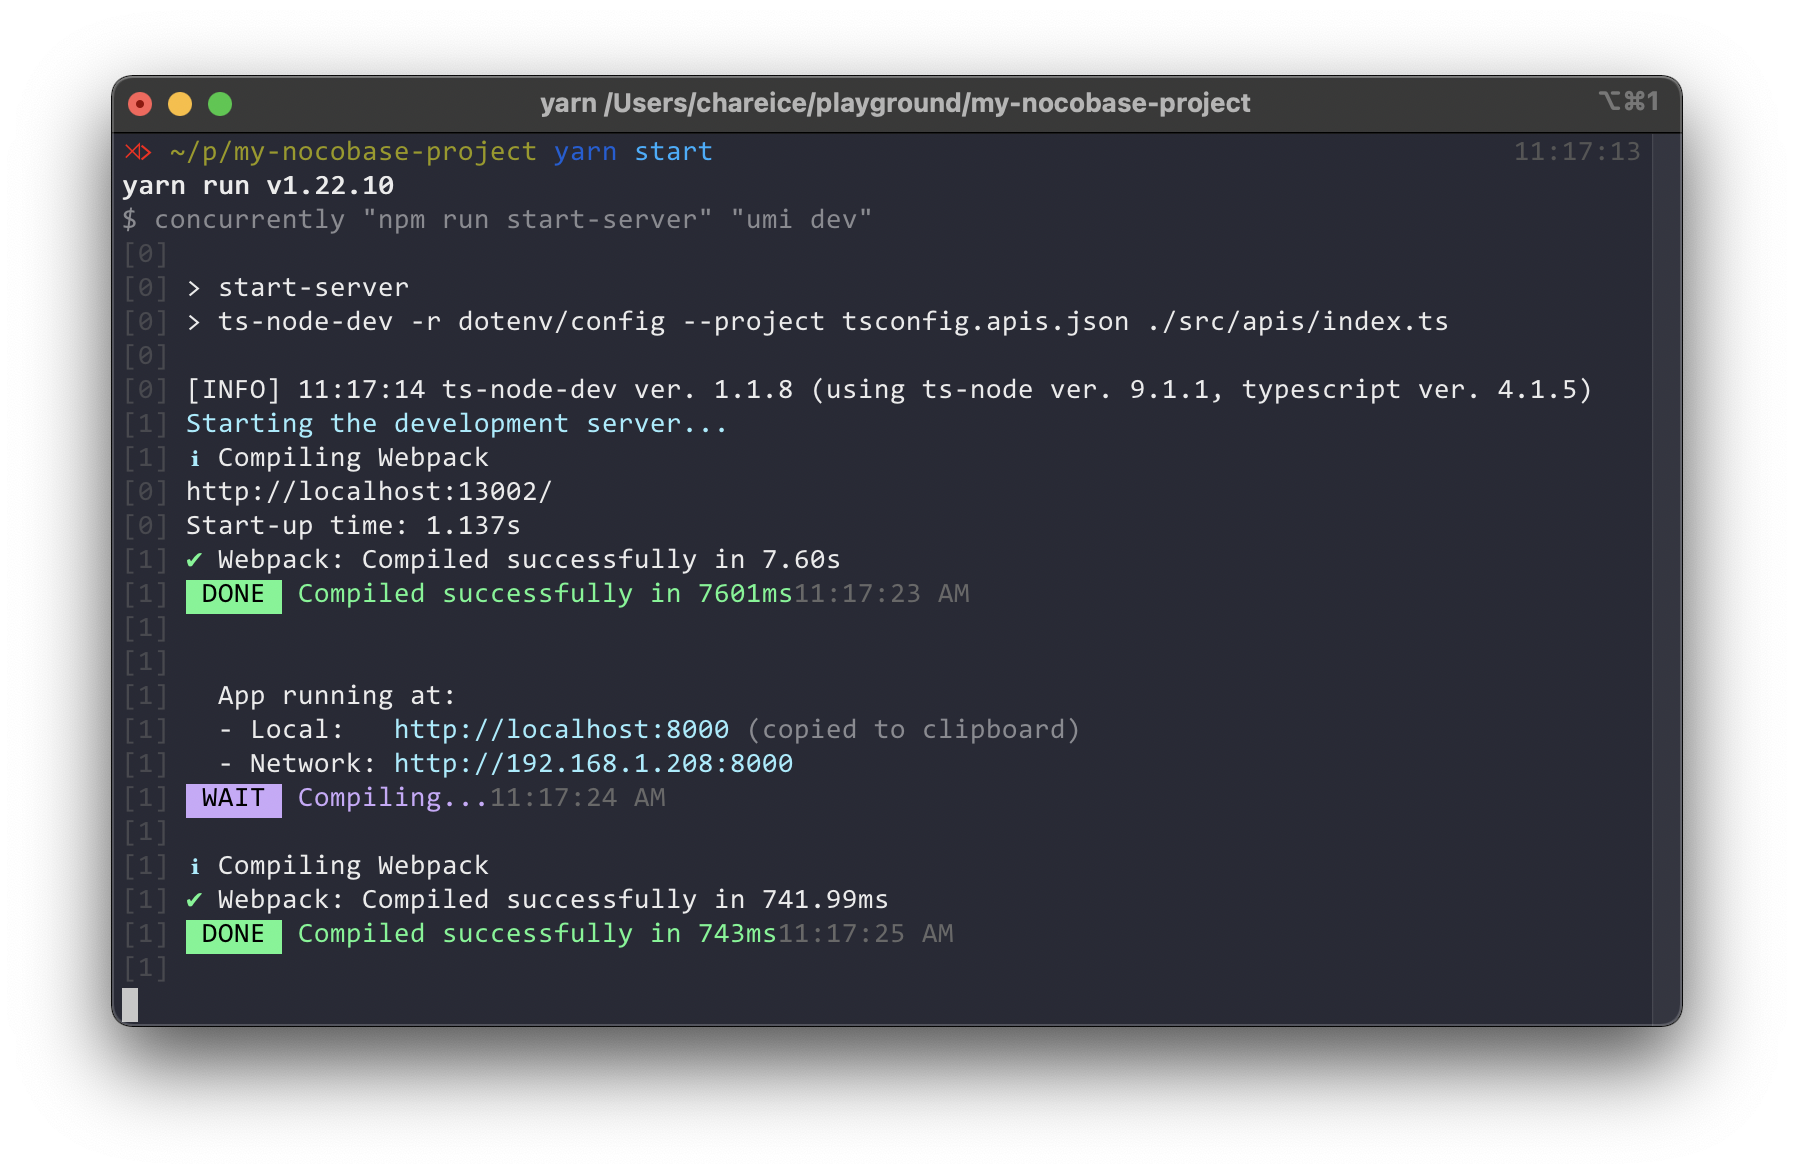 yarn /Users/chareice/playground/my-nocobase-project ⌥⌘1
~/p/my-nocobase-project yarn start 11:17:13
yarn run v1.22.10
$ concurrently "npm run start-server" "umi dev"
[0]
[0] > start-server
[0] > ts-node-dev -r dotenv/config --project tsconfig.apis.json ./src/apis/index.ts
[0]
[0] [INFO] 11:17:14 ts-node-dev ver. 1.1.8 (using ts-node ver. 9.1.1, typescript ver. 4.1.5)
[1] Starting the development server...
[1] ℹ Compiling Webpack
[0] http://localhost:13002/
[0] Start-up time: 1.137s
[1] ✔ Webpack: Compiled successfully in 7.60s
[1] DONE Compiled successfully in 7601ms11:17:23 AM
[1]
[1]
[1] App running at:
[1] - Local: http://localhost:8000 (copied to clipboard)
[1] - Network: http://192.168.1.208:8000
[1] WAIT Compiling...11:17:24 AM
[1]
[1] ℹ Compiling Webpack
[1] ✔ Webpack: Compiled successfully in 741.99ms
[1] DONE Compiled successfully in 743ms11:17:25 AM
[1]